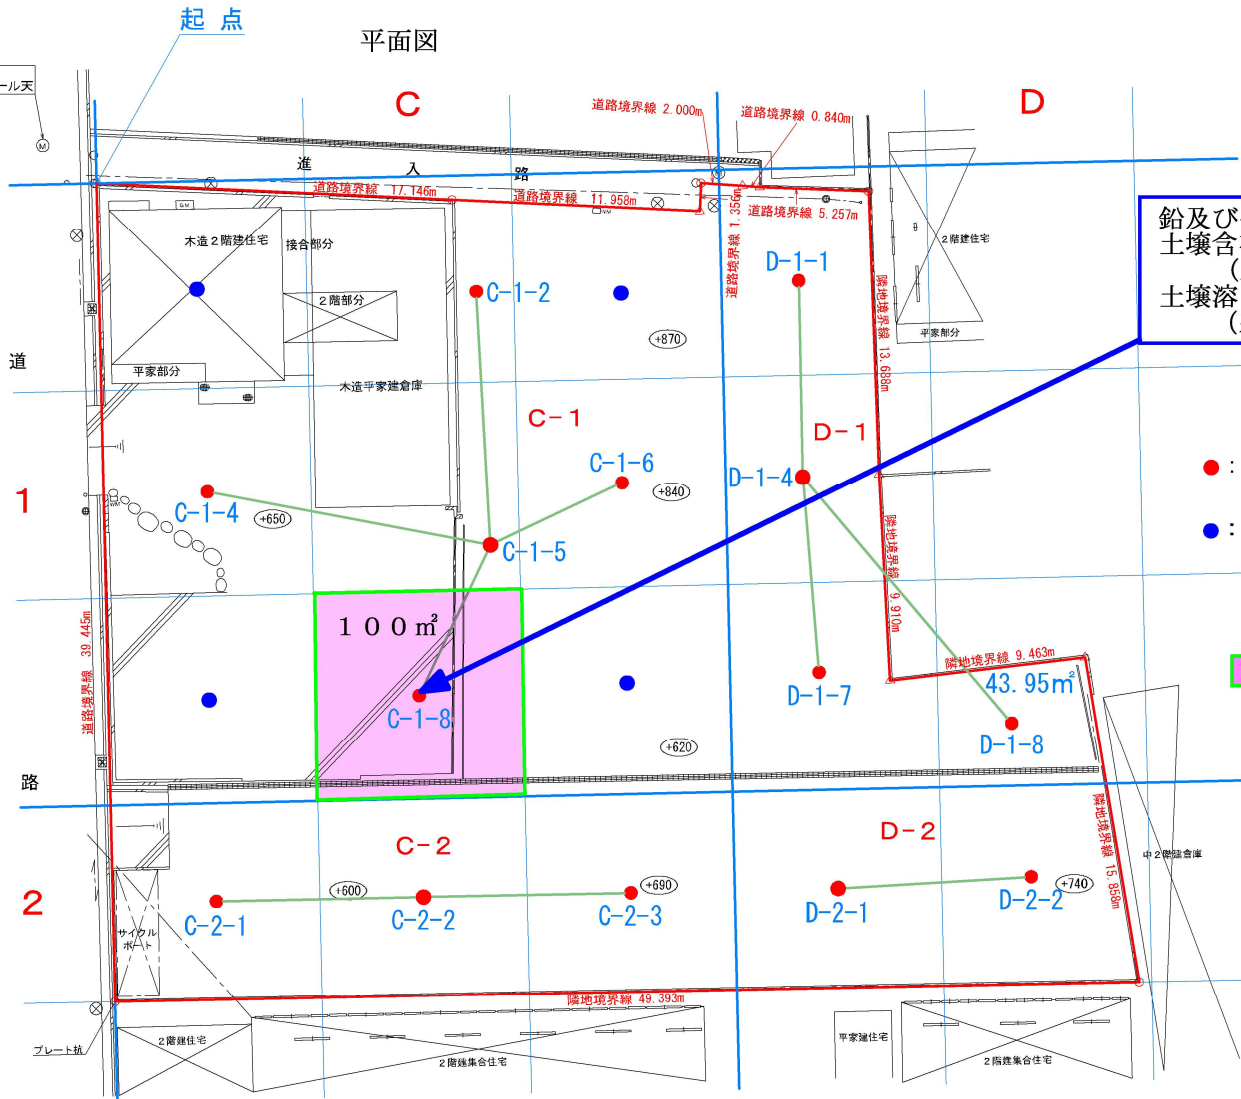 起 点
平面図
ール天
M
C
D
道路境界線 2.000m
道路境界線 0.840m
進 入 路
道路境界線 17.146m
道路境界線 11.958m
道路境界線 5.257m
道路境界線 1.356m
木造2階建住宅
接合部分
2階部分
平家部分
木造平家建倉庫
2階建住宅
平家部分
鉛及び
土壌含
土壌溶
C-1-2
D-1-1
+870
隣地境界線 13.688m
道
C-1
D-1
C-1-6
D-1-4
+840
1
C-1-4
+650
C-1-5
:
:
隣地境界線 9.910m
100㎡
道路境界線 39.445m
隣地境界線 9.463m
43.95㎡
C-1-8
D-1-7
D-1-8
+620
路
C-2
D-2
隣地境界線 15.858m
中2階建倉庫
2
+600
+690
+740
C-2-1
C-2-2
C-2-3
D-2-1
D-2-2
サイクル
ポート
隣地境界線 49.393m
プレート杭
2階建住宅
2階建集合住宅
平家建住宅
2階建集合住宅